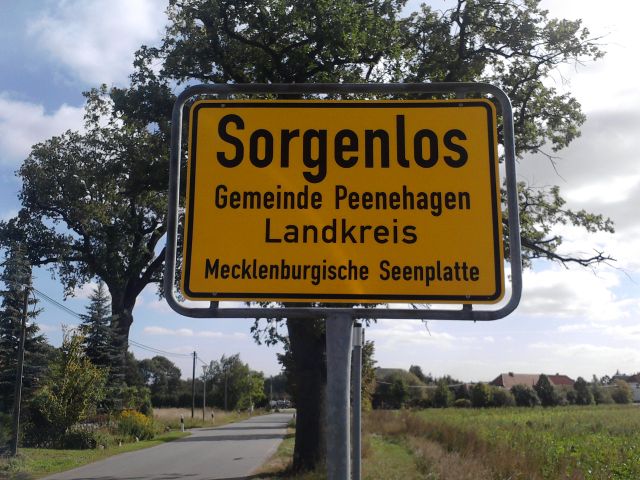 Sorgenlos
Gemeinde Peenehagen
Landkreis
Mecklenburgische Seenplatte